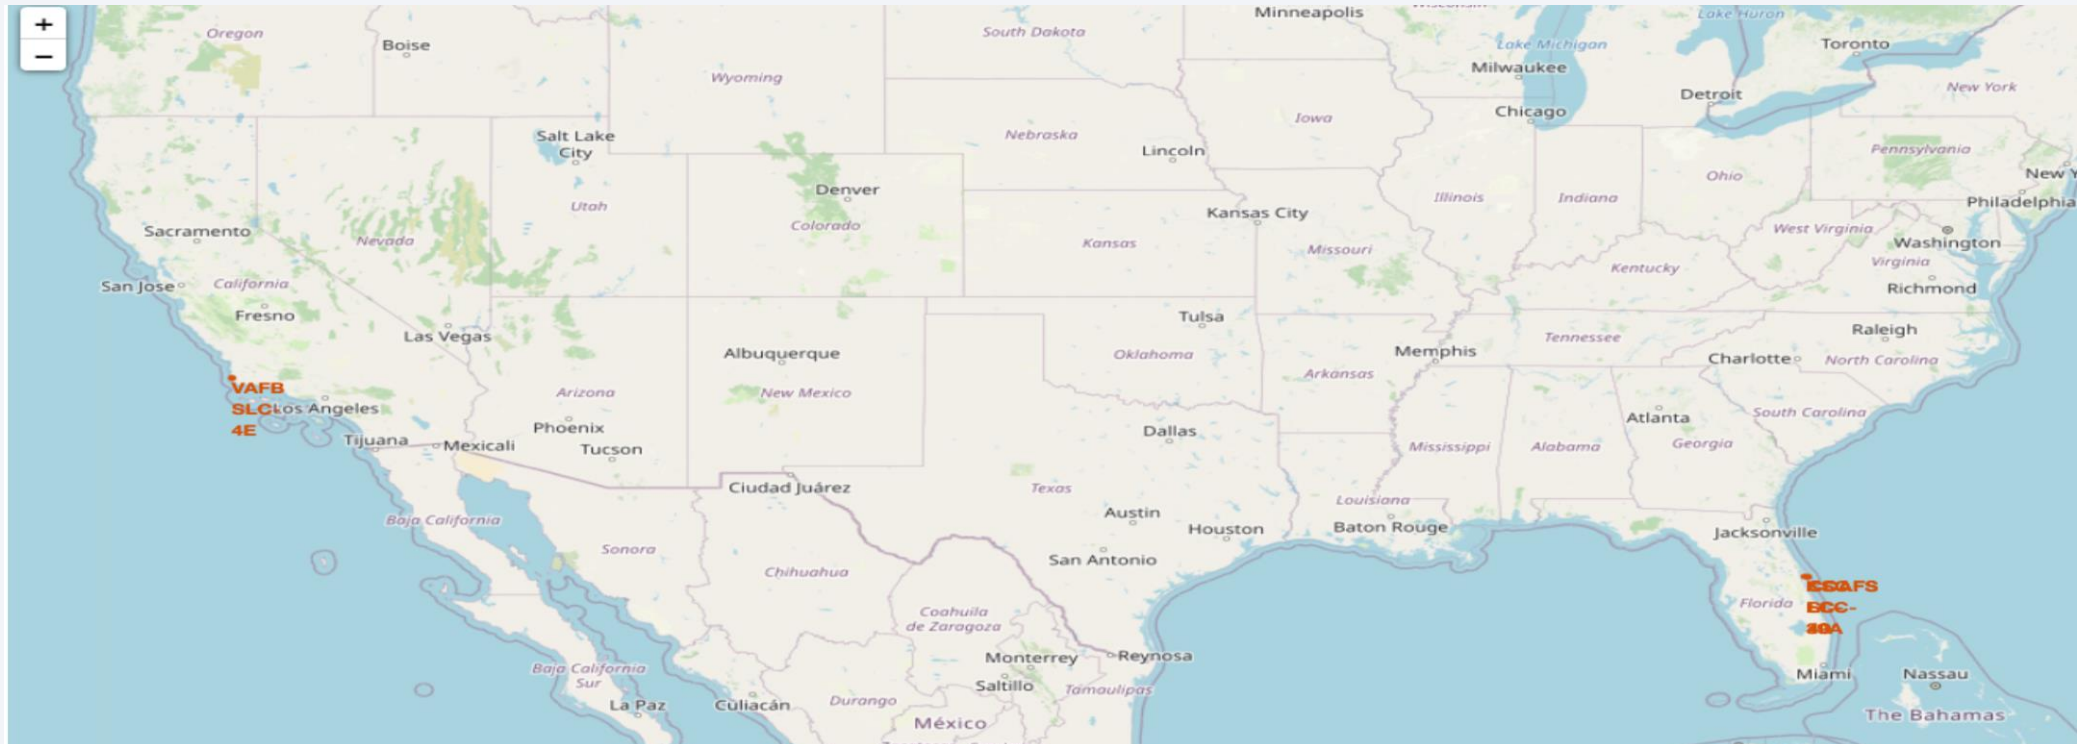 +
−
Oregon
Boise
South Dakota
Minneapolis
Lake Huron
Lake Michigan
Toronto
Wyoming
Milwaukee
Detroit
New York
Chicago
Iowa
Nebraska
Salt Lake
City
Lincoln
Pennsylvania
Ohio
New Y
Denver
Utah
Illinois
Indiana
Philadelphia
Kansas City
Colorado
Sacramento
Nevada
Kansas
Missouri
West Virginia
Washington
Virginia
Kentucky
San Jose
California
Richmond
Fresno
Tulsa
Las Vegas
Raleigh
Tennessee
Albuquerque
Oklahoma
Memphis
Charlotte
North Carolina
Arkansas
VAFB
SLC-
4E
Los Angeles
Arizona
New Mexico
South Carolina
Atlanta
Phoenix
Dallas
Tijuana
Mexicali
Tucson
Mississippi
Alabama
Georgia
Ciudad Juárez
Texas
Louisiana
Baja California
Austin
Houston
Baton Rouge
Jacksonville
Sonora
San Antonio
Chihuahua
Florida
Coahuila
de Zaragoza
Monterrey
Reynosa
Baja California
Sur
Saltillo
Tamaulipas
Miami
Nassau
La Paz
Culiacán
Durango
México
The Bahamas